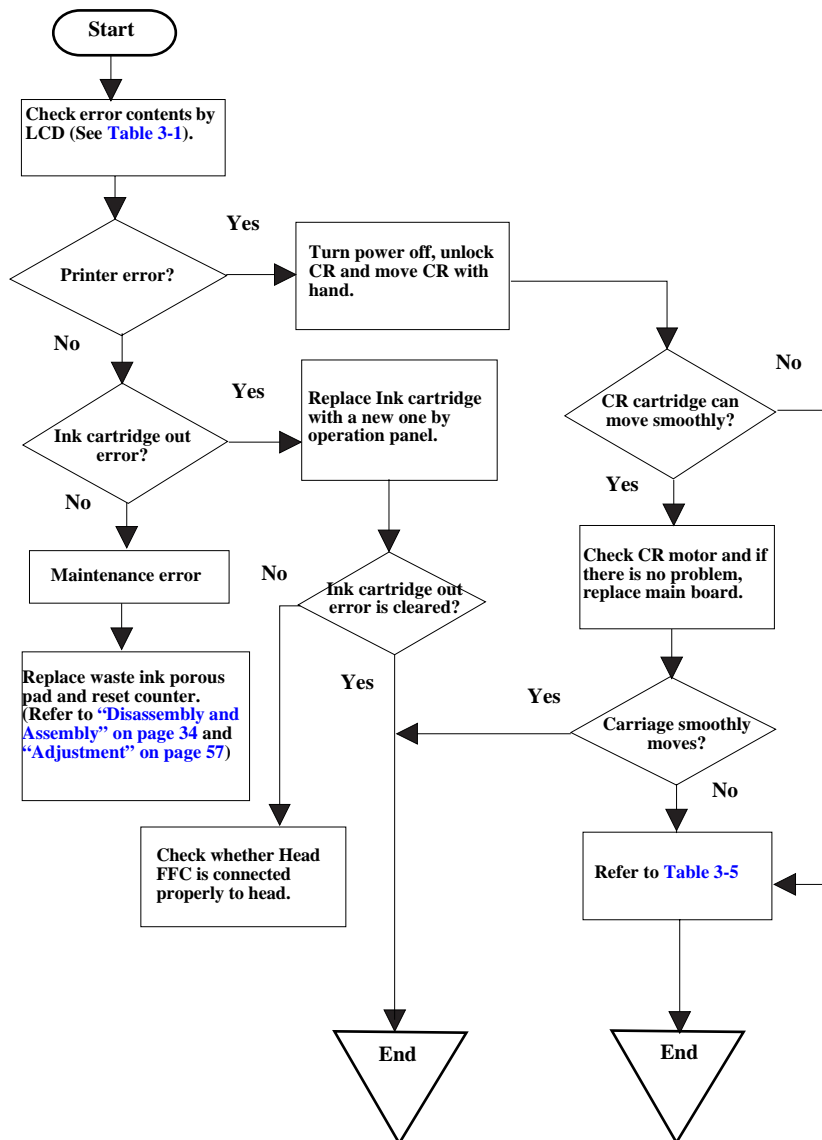 Start
Check error contents by
LCD (See Table 3-1).
Yes
Printer error?
Turn power off, unlock
CR and move CR with
hand.
No
No
Yes
Replace Ink cartridge
with a new one by
operation panel.
CR cartridge can
move smoothly?
Ink cartridge out
error?
Yes
No
Maintenance error
No
Ink cartridge out
error is cleared?
Check CR motor and if
there is no problem,
replace main board.
Replace waste ink porous
pad and reset counter.
(Refer to “Disassembly and
Assembly” on page 34 and
“Adjustment” on page 57)
Yes
Yes
Carriage smoothly
moves?
No
Check whether Head
FFC is connected
properly to head.
Refer to Table 3-5
End
End